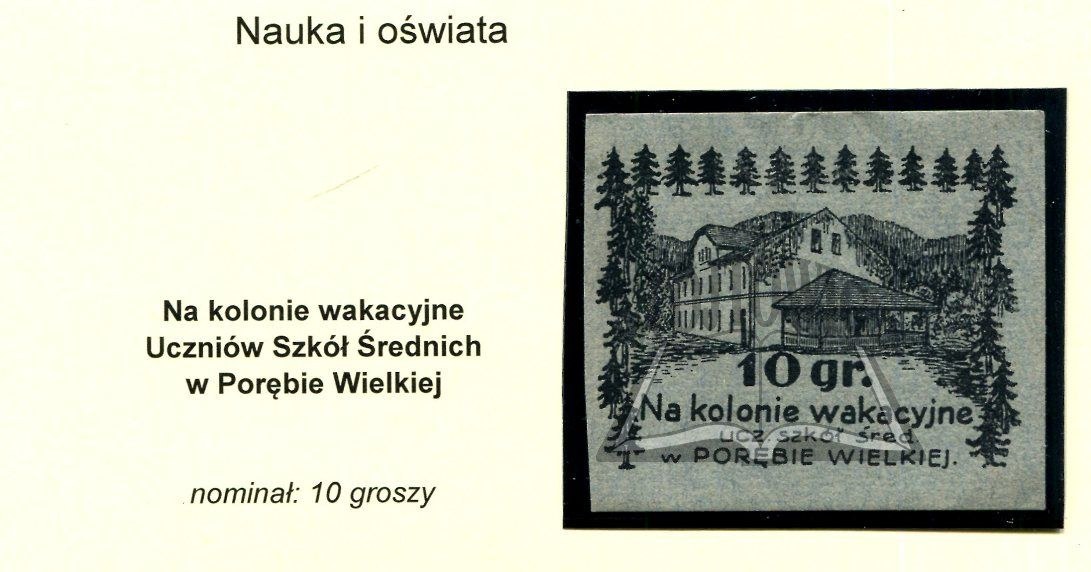 Nauka i oświata
Na kolonie wakacyjne
Uczniów Szkół Średnich
w Porębie Wielkiej
nominał: 10 groszy
10 gr.
Na kolonie wakacyjne
ucz. szkół śred
w PORĘBIE WIELKIEJ.